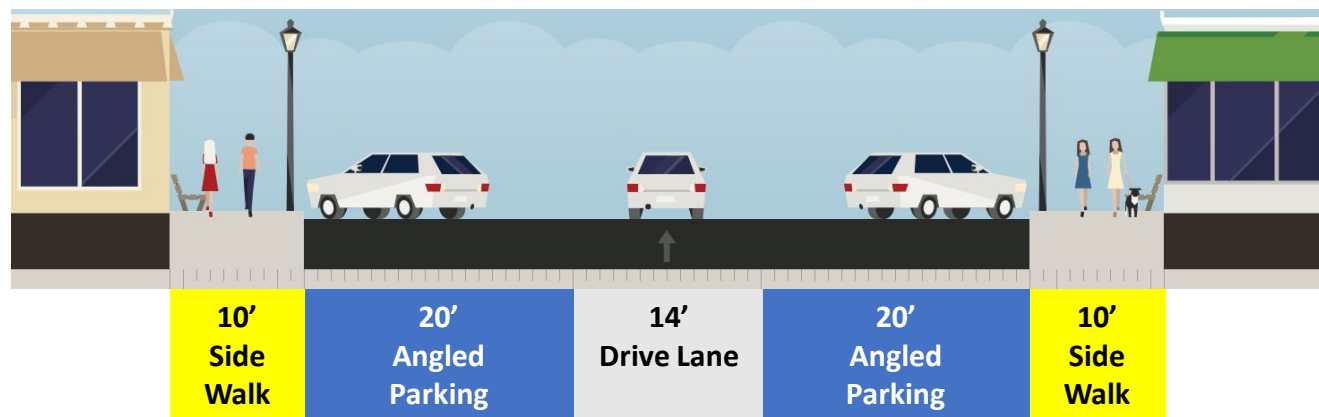 10’
Side
Walk
20’
Angled
Parking
14’
Drive Lane
20’
Angled
Parking
10’
Side
Walk